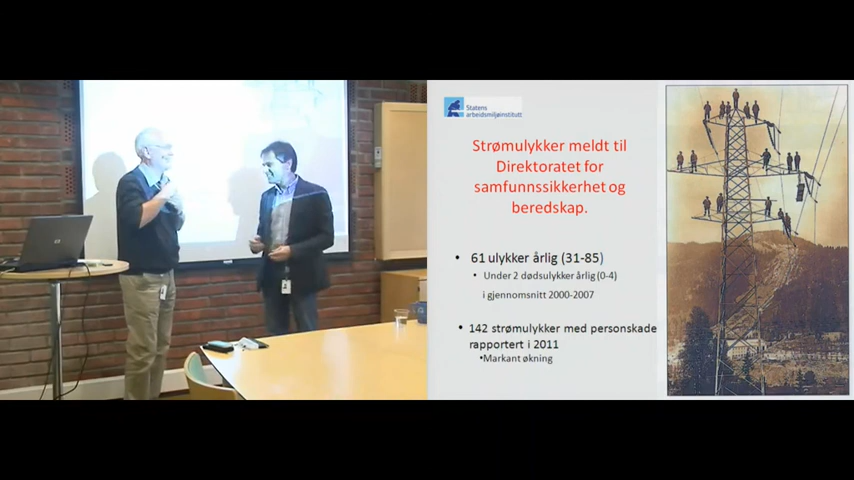 Statens
arbeidsmiljøinstitutt
Strømulykker meldt til
Direktoratet for
samfunnssikkerhet og
beredskap.
• 61 ulykker årlig (31-85)
• Under 2 dødsulykker årlig (0-4)
i gjennomsnitt 2000-2007
• 142 strømulykker med personskade
rapportert i 2011
•Markant økning